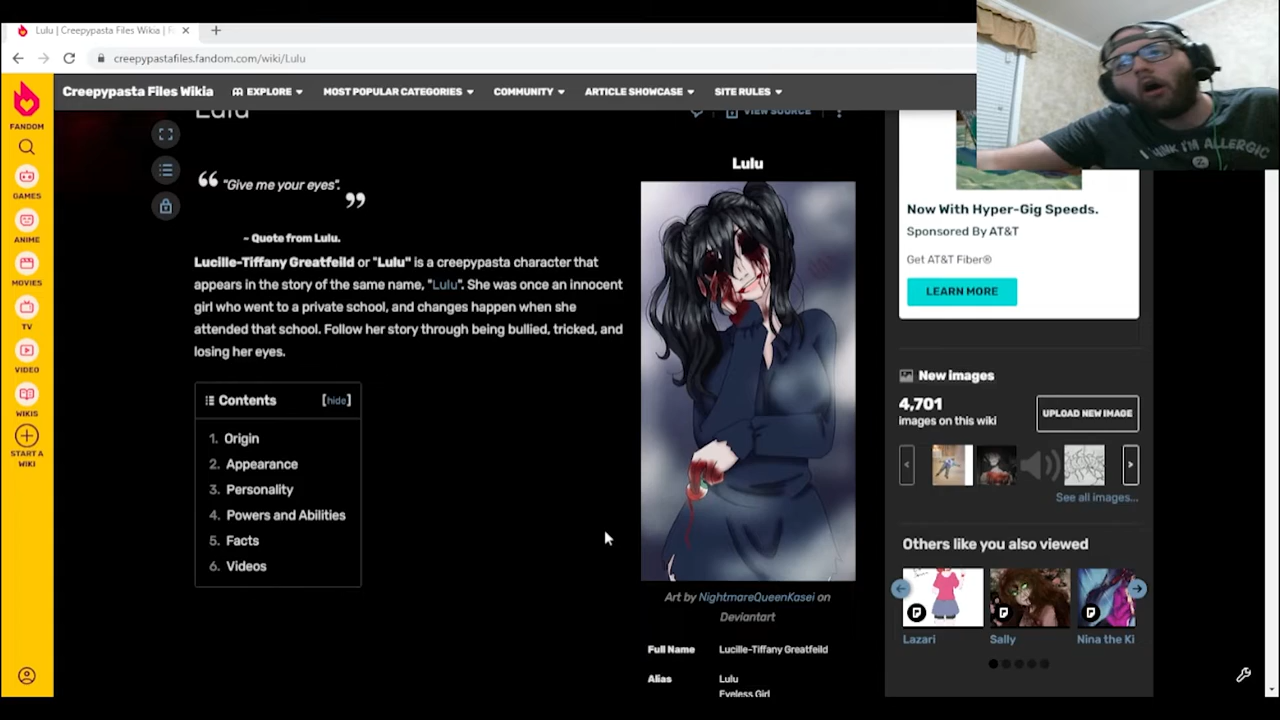 Lulu | Creepypasta Files Wikia |
creepypastafiles.fandom.com/wiki/Lulu
FANDOM
GAMES
ANIME
MOVIES
TV
VIDEO
WIKIS
START A
WIKI
Creepypasta Files Wikia
EXPLORE
MOST POPULAR CATEGORIES
COMMUNITY
ARTICLE SHOWCASE
SITE RULES
Lulu
VIEW SOURCE
“ "Give me your eyes". ”
~ Quote from Lulu.
Lucille-Tiffany Greatfeild or "Lulu" is a creepypasta character that
appears in the story of the same name, "Lulu". She was once an innocent
girl who went to a private school, and changes happen when she
attended that school. Follow her story through being bullied, tricked, and
losing her eyes.
Contents [hide]
1. Origin
2. Appearance
3. Personality
4. Powers and Abilities
5. Facts
6. Videos
Lulu
Art by NightmareQueenKasei on
Deviantart
Full Name Lucille-Tiffany Greatfeild
Alias Lulu
Eyeless Girl
I THINK I'M ALLERGIC
Now With Hyper-Gig Speeds.
Sponsored By AT&T
Get AT&T Fiber®
LEARN MORE
New images
4,701
images on this wiki
UPLOAD NEW IMAGE
See all images...
Others like you also viewed
Lazari
Sally
Nina the Ki